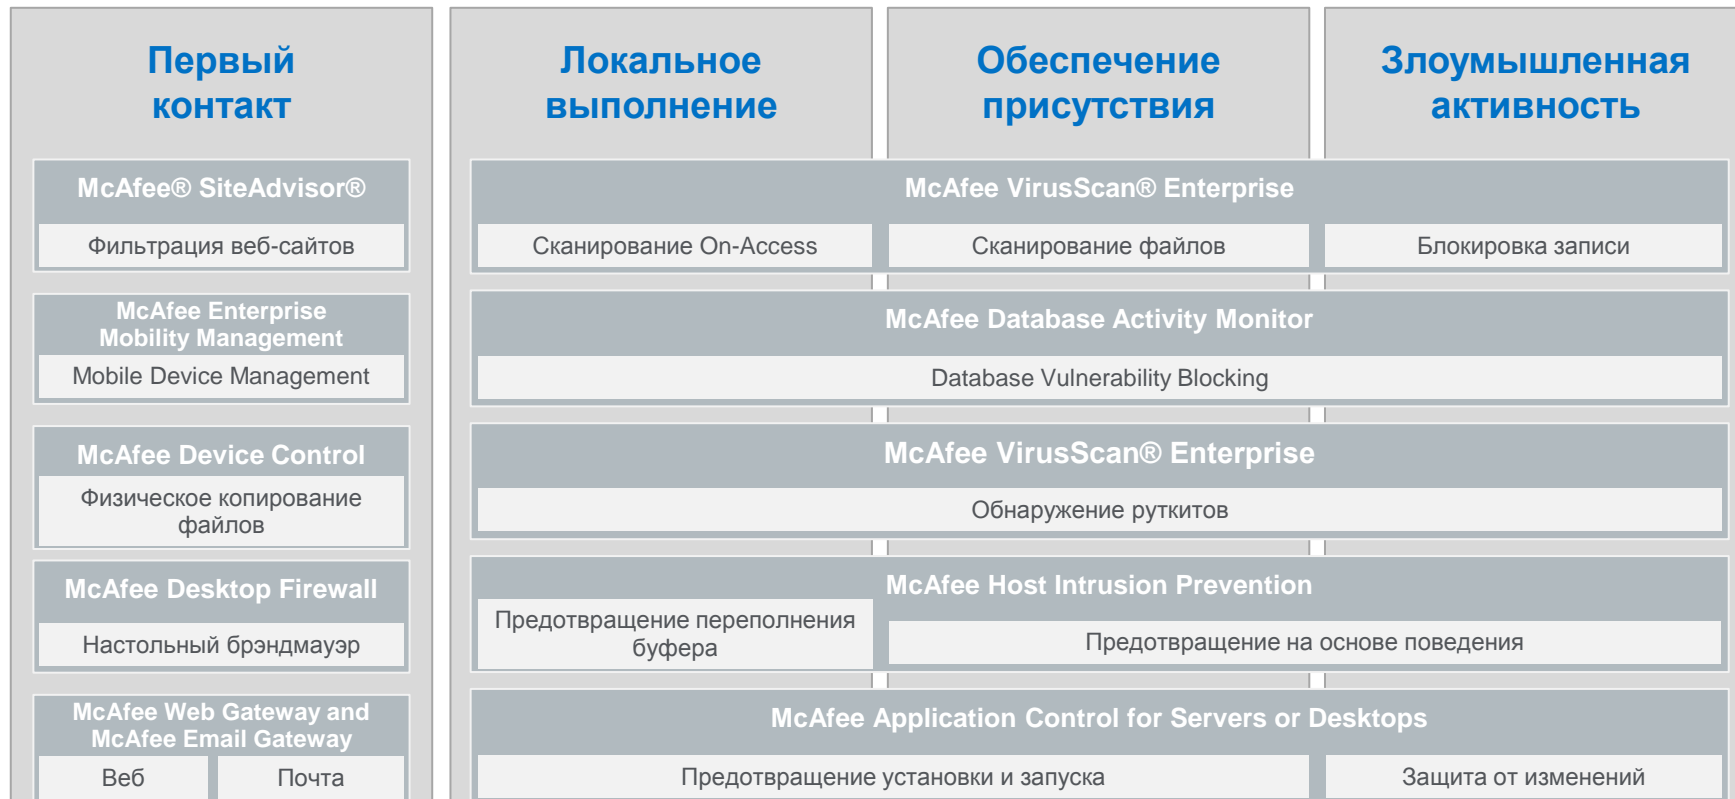 Первый
контакт
Локальное
выполнение
Обеспечение
присутствия
Злоумышленная
активность
McAfee® SiteAdvisor®
Фильтрация веб-сайтов
McAfee Enterprise
Mobility Management
Mobile Device Management
McAfee Device Control
Физическое копирование
файлов
McAfee Desktop Firewall
Настольный брэндмауэр
McAfee Web Gateway and
McAfee Email Gateway
Веб
Почта
McAfee VirusScan® Enterprise
Сканирование On-Access
Сканирование файлов
Блокировка записи
McAfee Database Activity Monitor
Database Vulnerability Blocking
McAfee VirusScan® Enterprise
Обнаружение руткитов
McAfee Host Intrusion Prevention
Предотвращение переполнения
буфера
Предотвращение на основе поведения
McAfee Application Control for Servers or Desktops
Предотвращение установки и запуска
Защита от изменений